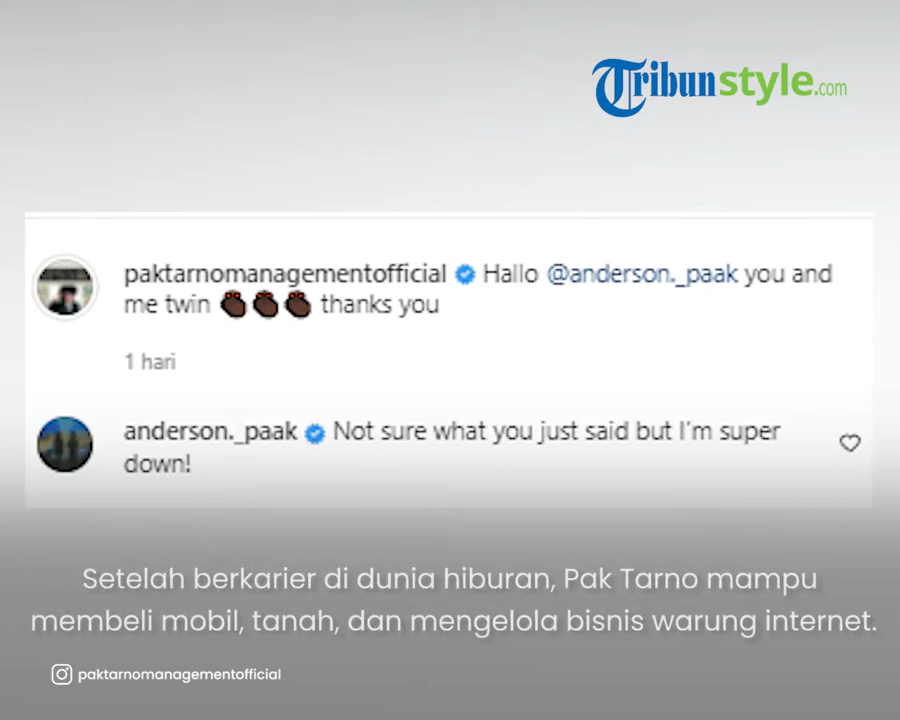 Tribunstyle.com
paktarnomanagementofficial Hallo @anderson._paak you and
me twin thanks you
1 hari
anderson._paak Not sure what you just said but I'm super
down!
Setelah berkarier di dunia hiburan, Pak Tarno mampu
membeli mobil, tanah, dan mengelola bisnis warung internet.
paktarnomanagementofficial